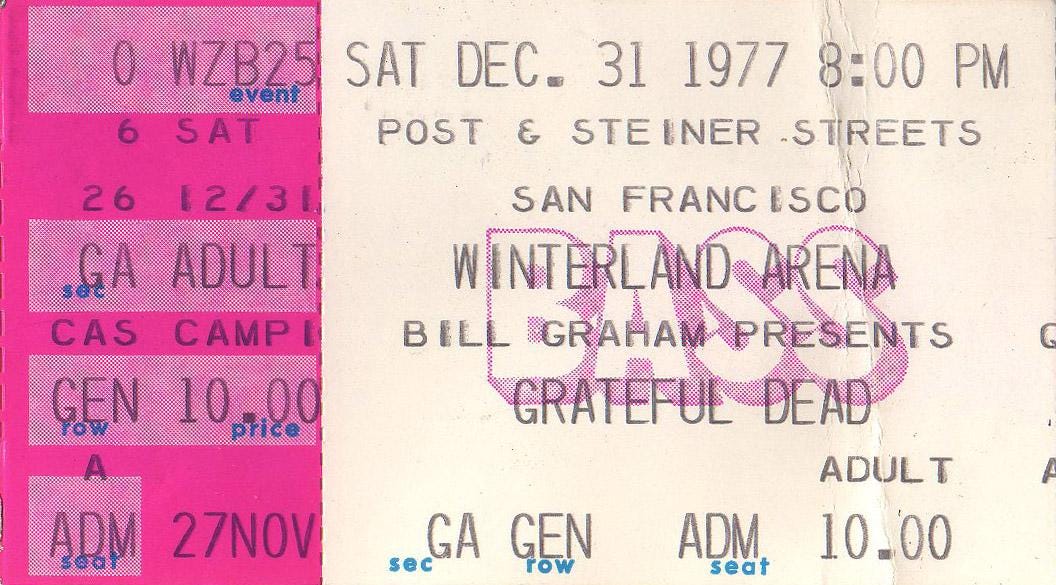 0 WZB25
event
6 SAT
26 12/31
GA ADULT
sec
CAS CAMPI
GEN 10.00
row price
A
ADM 27NOV
seat
SAT DEC. 31 1977 8:00 PM
POST & STEINER STREETS
SAN FRANCISCO
WINTERLAND ARENA
BASS
BILL GRAHAM PRESENTS
GRATEFUL DEAD
ADULT
GA GEN ADM 10.00
sec row seat